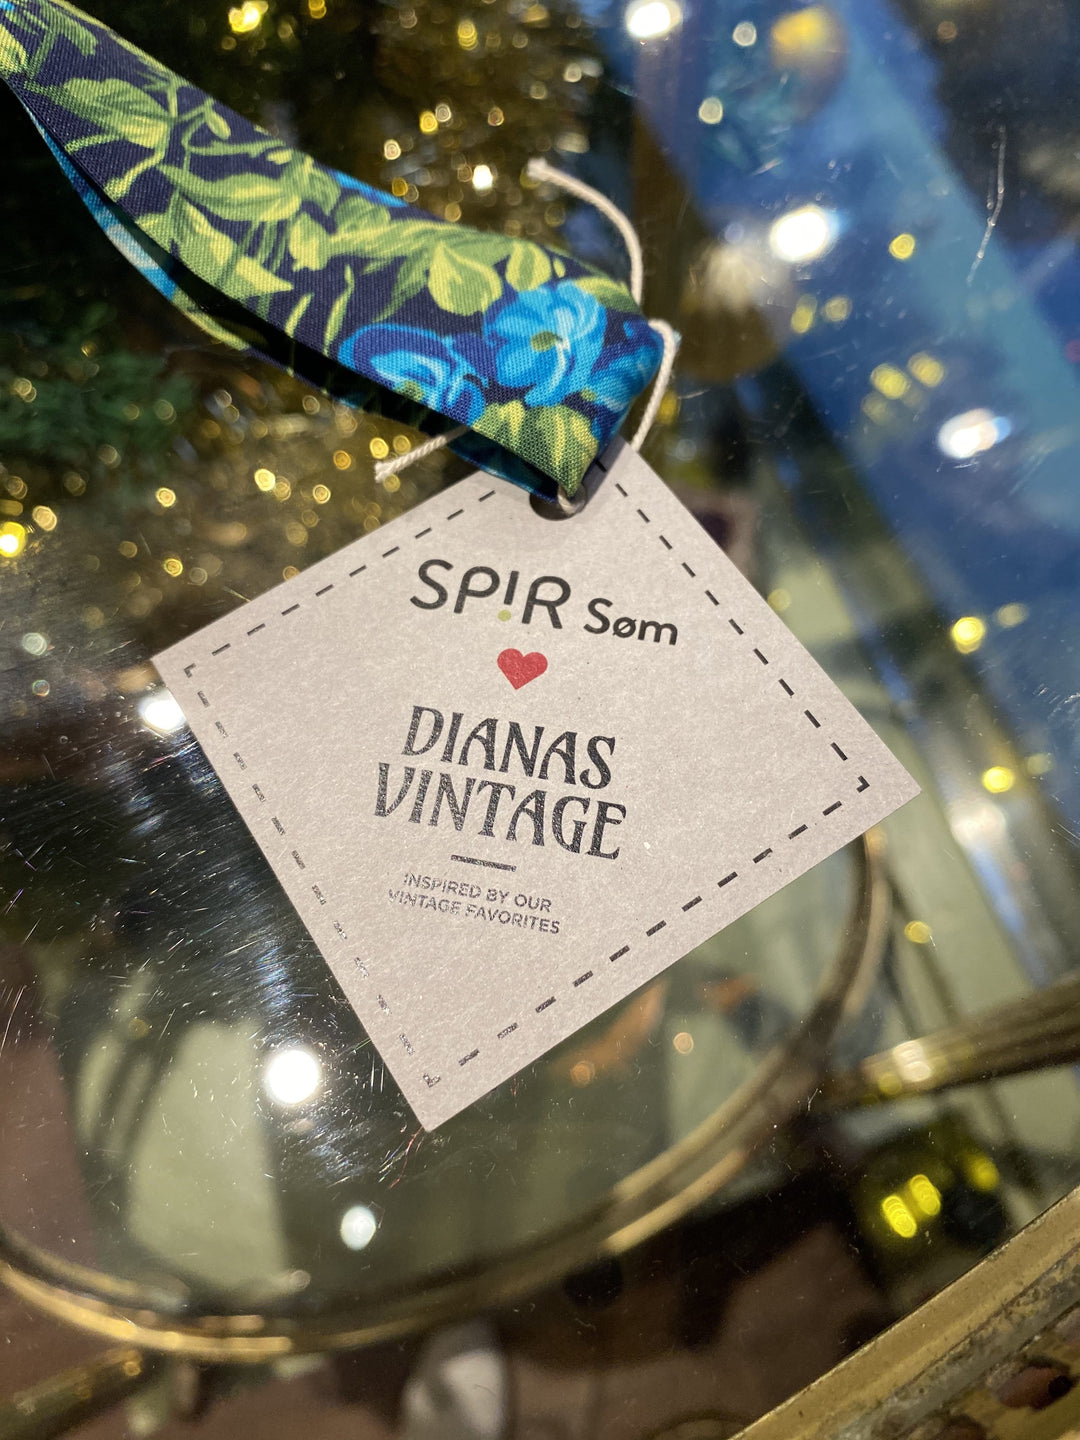 SP!R Søm
DIANAS
VINTAGE
INSPIRED BY OUR
VINTAGE FAVORITES